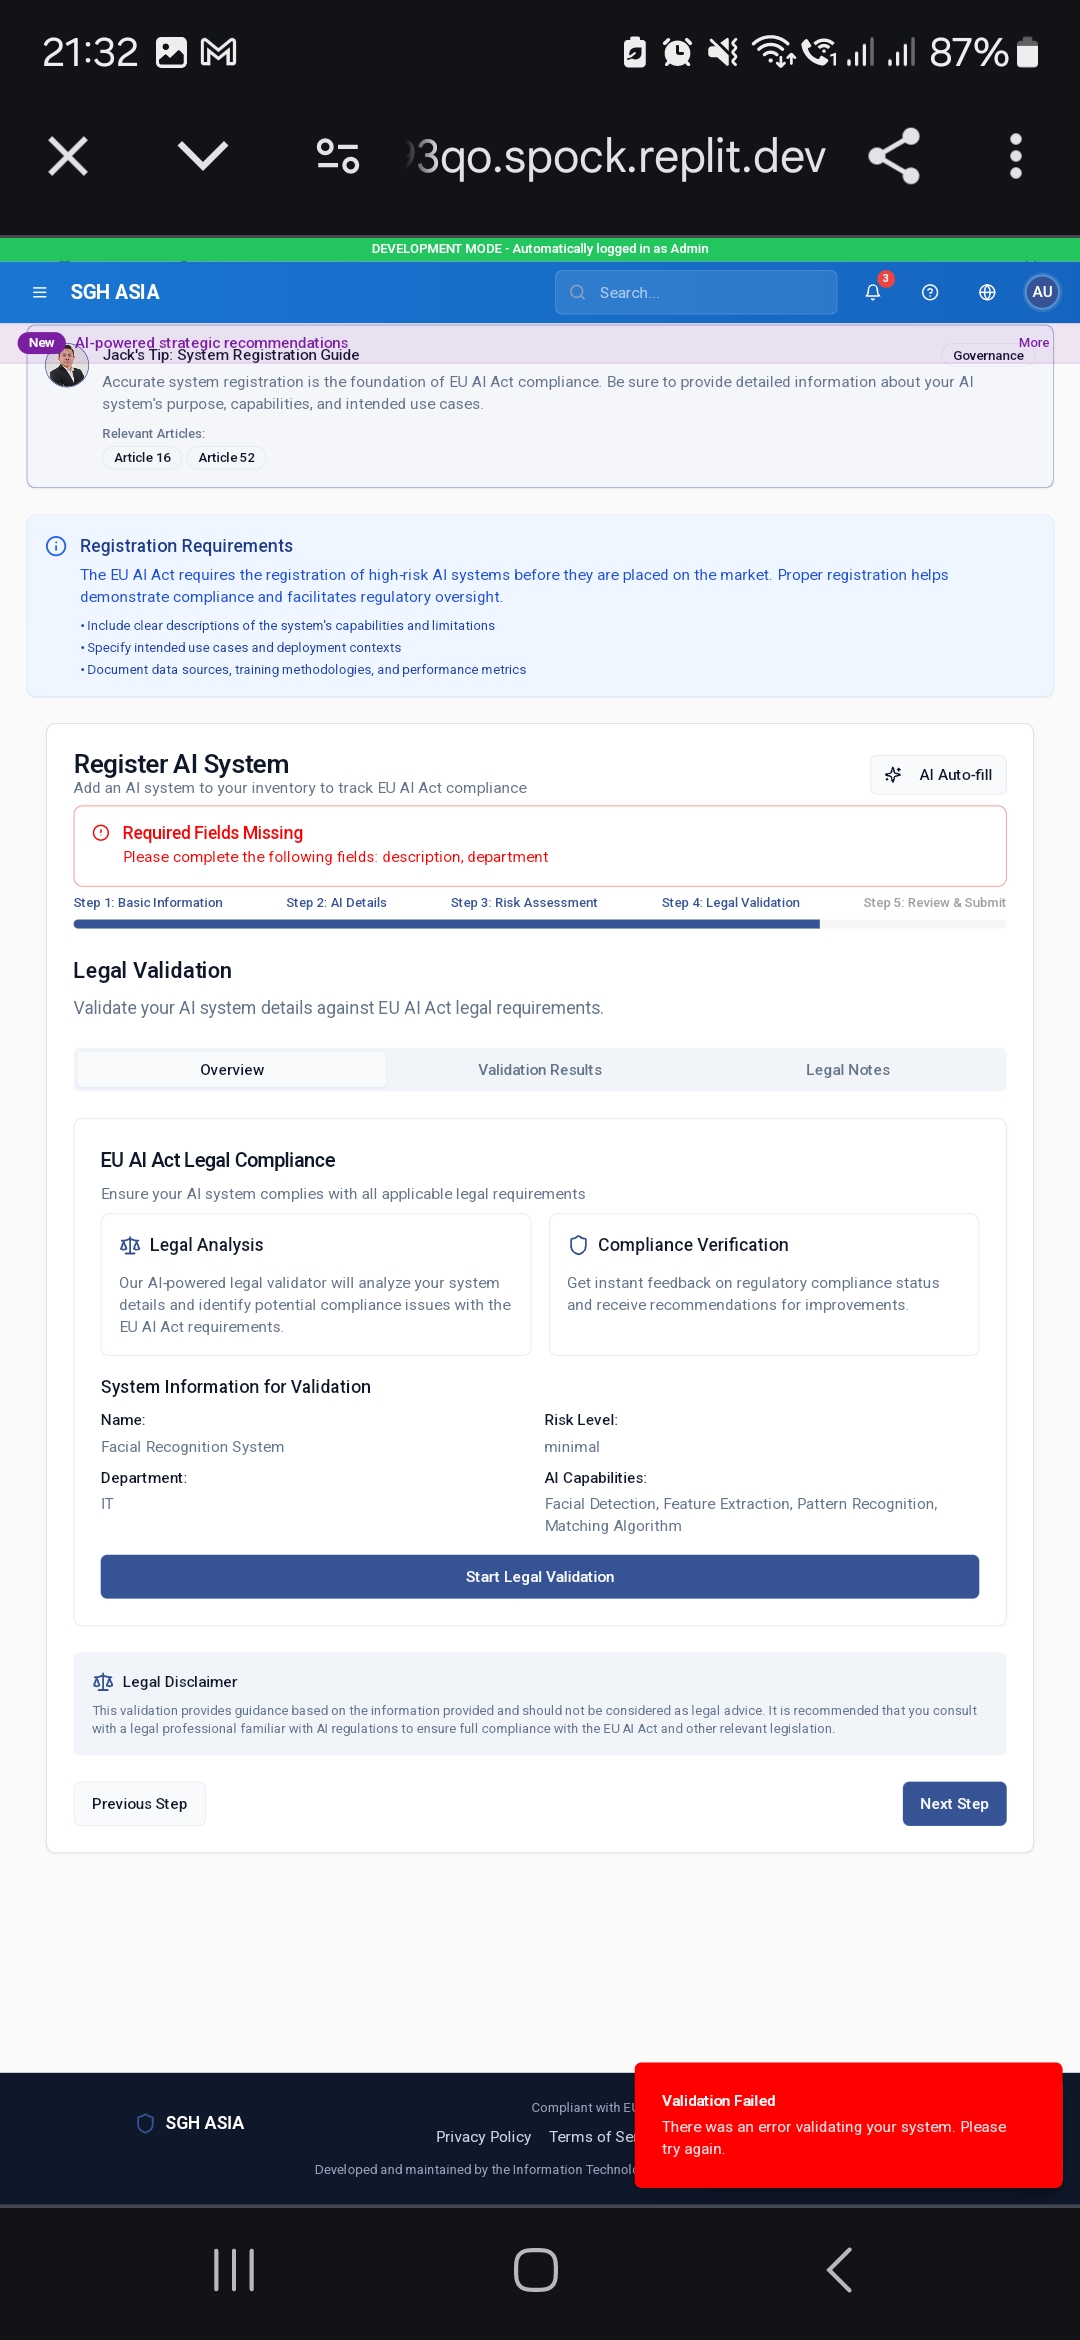 21:32
87%
93qo.spock.replit.dev
DEVELOPMENT MODE - Automatically logged in as Admin
SGH ASIA
Search...
3
AU
New
AI-powered strategic recommendations
More
Jack's Tip: System Registration Guide
Governance
Accurate system registration is the foundation of EU AI Act compliance. Be sure to provide detailed information about your AI
system's purpose, capabilities, and intended use cases.
Relevant Articles:
Article 16
Article 52
Registration Requirements
The EU AI Act requires the registration of high-risk AI systems before they are placed on the market. Proper registration helps
demonstrate compliance and facilitates regulatory oversight.
• Include clear descriptions of the system's capabilities and limitations
• Specify intended use cases and deployment contexts
• Document data sources, training methodologies, and performance metrics
Register AI System
Add an AI system to your inventory to track EU AI Act compliance
AI Auto-fill
Required Fields Missing
Please complete the following fields: description, department
Step 1: Basic Information
Step 2: AI Details
Step 3: Risk Assessment
Step 4: Legal Validation
Step 5: Review & Submit
Legal Validation
Validate your AI system details against EU AI Act legal requirements.
Overview
Validation Results
Legal Notes
EU AI Act Legal Compliance
Ensure your AI system complies with all applicable legal requirements
Legal Analysis
Our AI-powered legal validator will analyze your system
details and identify potential compliance issues with the
EU AI Act requirements.
Compliance Verification
Get instant feedback on regulatory compliance status
and receive recommendations for improvements.
System Information for Validation
Name:
Facial Recognition System
Risk Level:
minimal
Department:
IT
AI Capabilities:
Facial Detection, Feature Extraction, Pattern Recognition,
Matching Algorithm
Start Legal Validation
Legal Disclaimer
This validation provides guidance based on the information provided and should not be considered as legal advice. It is recommended that you consult
with a legal professional familiar with AI regulations to ensure full compliance with the EU AI Act and other relevant legislation.
Previous Step
Next Step
SGH ASIA
Compliant with EU
Privacy Policy
Terms of Ser
Developed and maintained by the Information Technolo
Validation Failed
There was an error validating your system. Please
try again.